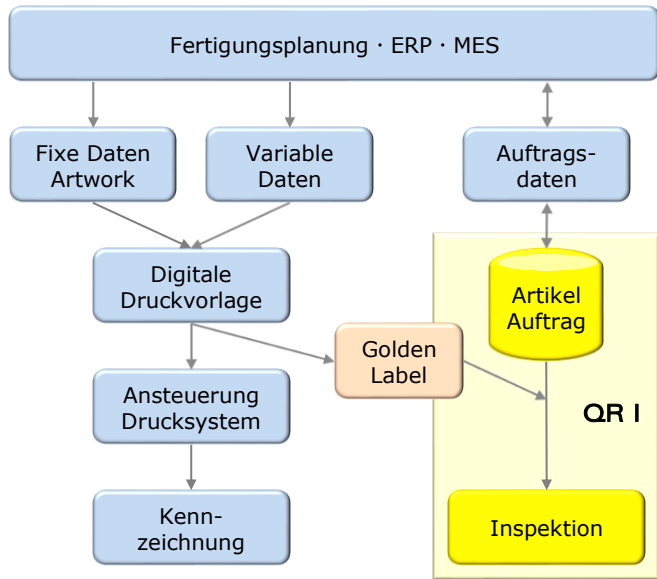 Fertigungsplanung · ERP · MES
Fixe Daten
Artwork
Variable
Daten
Auftrags-
daten
Digitale
Druckvorlage
Artikel
Auftrag
Golden
Label
Ansteuerung
Drucksystem
QR I
Kenn-
zeichnung
Inspektion